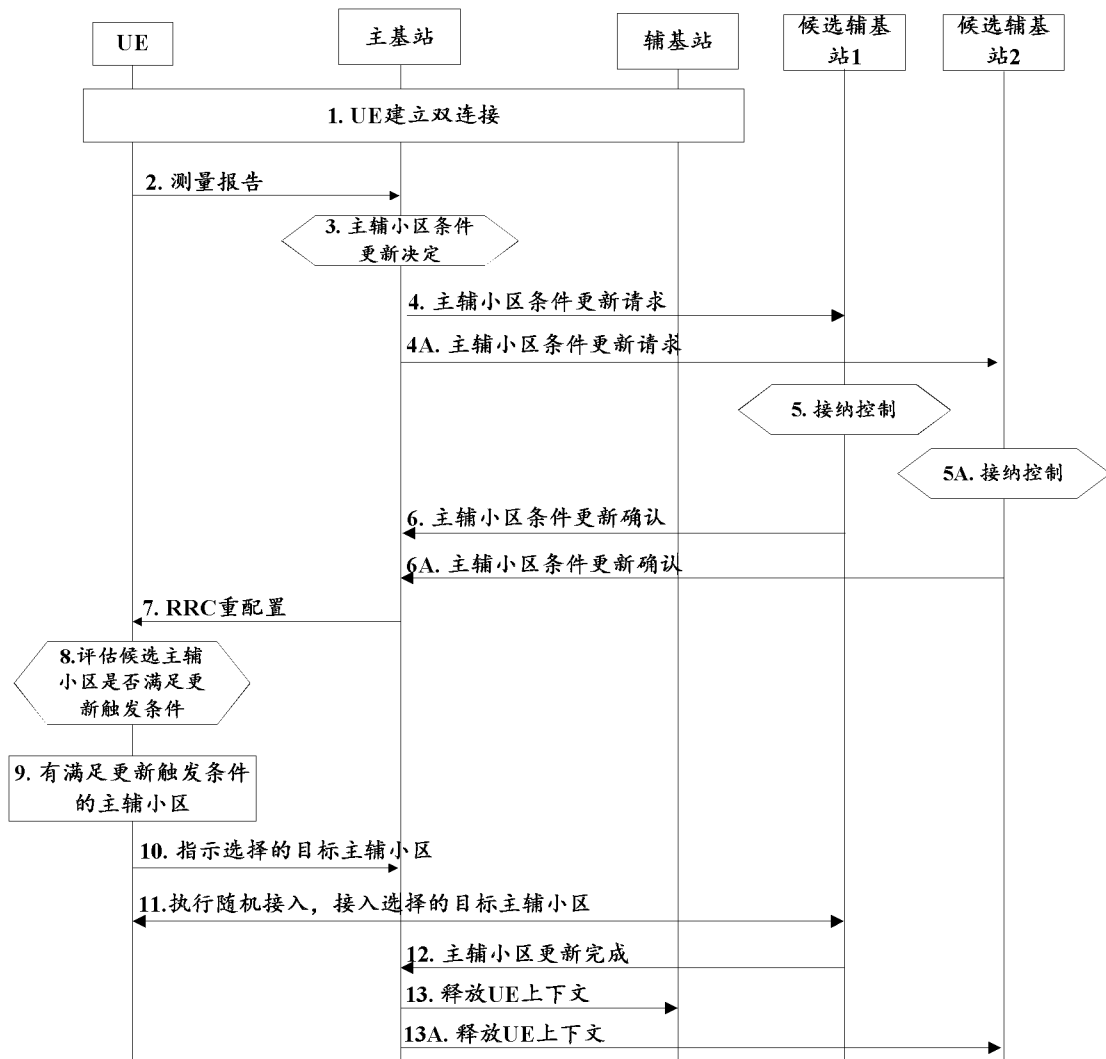 UE
主基站
辅基站
候选辅基
站1
候选辅基
站2
1. UE建立双连接
2. 测量报告
3. 主辅小区条件
更新决定
4. 主辅小区条件更新请求
4A. 主辅小区条件更新请求
5. 接纳控制
5A. 接纳控制
6. 主辅小区条件更新确认
6A. 主辅小区条件更新确认
7. RRC重配置
8.评估候选主辅
小区是否满足更
新触发条件
9. 有满足更新触发条件
的主辅小区
10. 指示选择的目标主辅小区
11.执行随机接入，接入选择的目标主辅小区
12. 主辅小区更新完成
13. 释放UE上下文
13A. 释放UE上下文